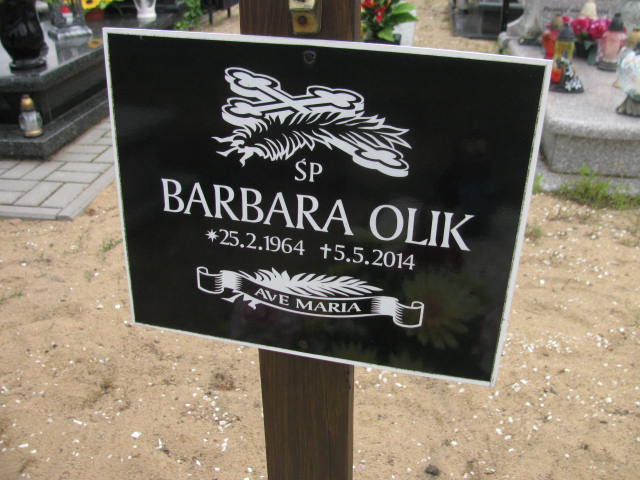 ŚP
BARBARA OLIK
*25.2.1964 †5.5.2014
AVE MARIA